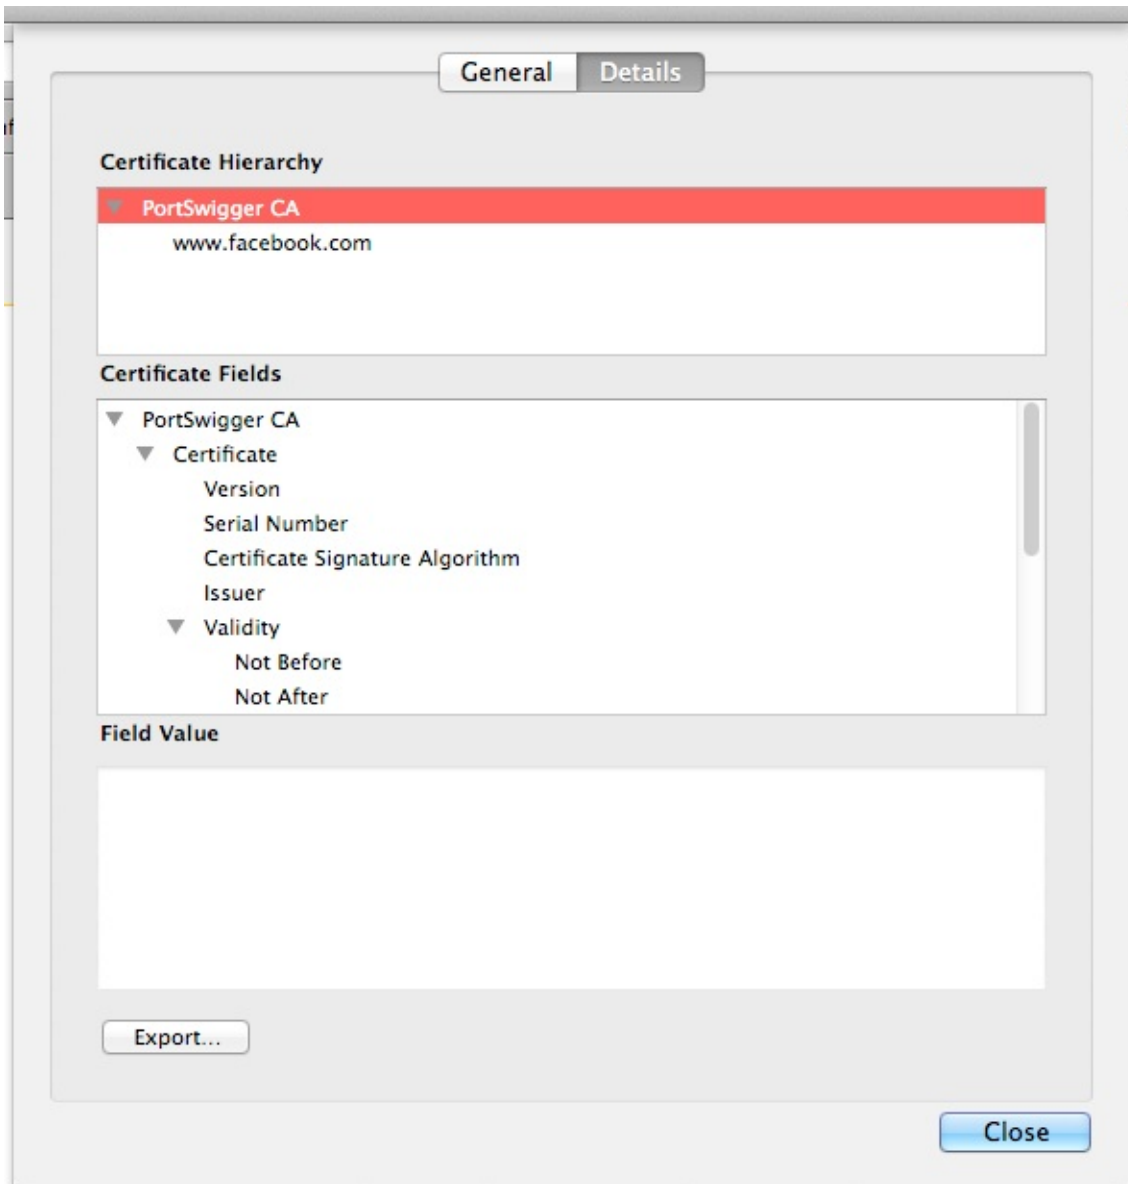 General Details
Certificate Hierarchy
PortSwigger CA
www.facebook.com
Certificate Fields
PortSwigger CA
Certificate
Version
Serial Number
Certificate Signature Algorithm
Issuer
Validity
Not Before
Not After
Field Value
Export...
Close